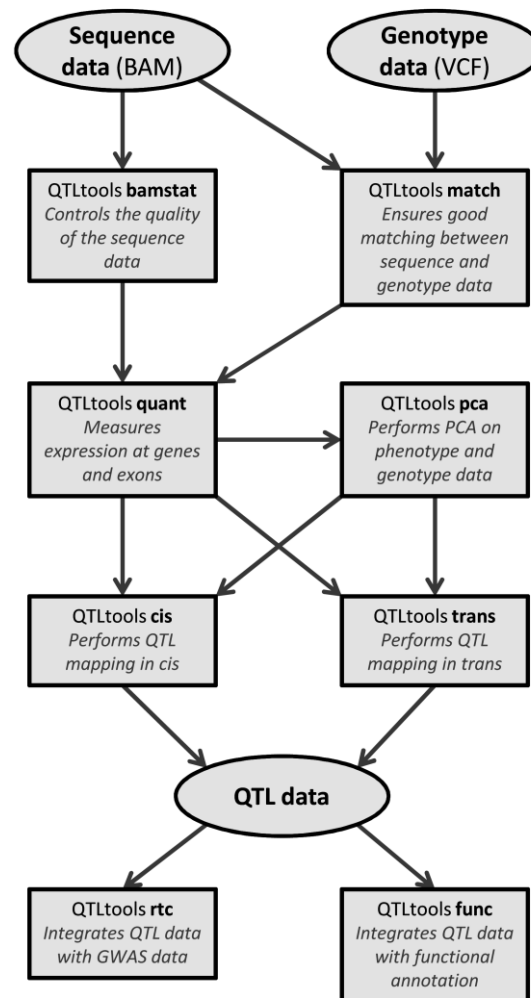 Sequence
data (BAM)
Genotype
data (VCF)
QTLtools bamstat
Controls the quality
of the sequence
data
QTLtools match
Ensures good
matching between
sequence and
genotype data
QTLtools quant
Measures
expression at genes
and exons
QTLtools pca
Performs PCA on
phenotype and
genotype data
QTLtools cis
Performs QTL
mapping in cis
QTLtools trans
Performs QTL
mapping in trans
QTL data
QTLtools rtc
Integrates QTL data
with GWAS data
QTLtools func
Integrates QTL data
with functional
annotation